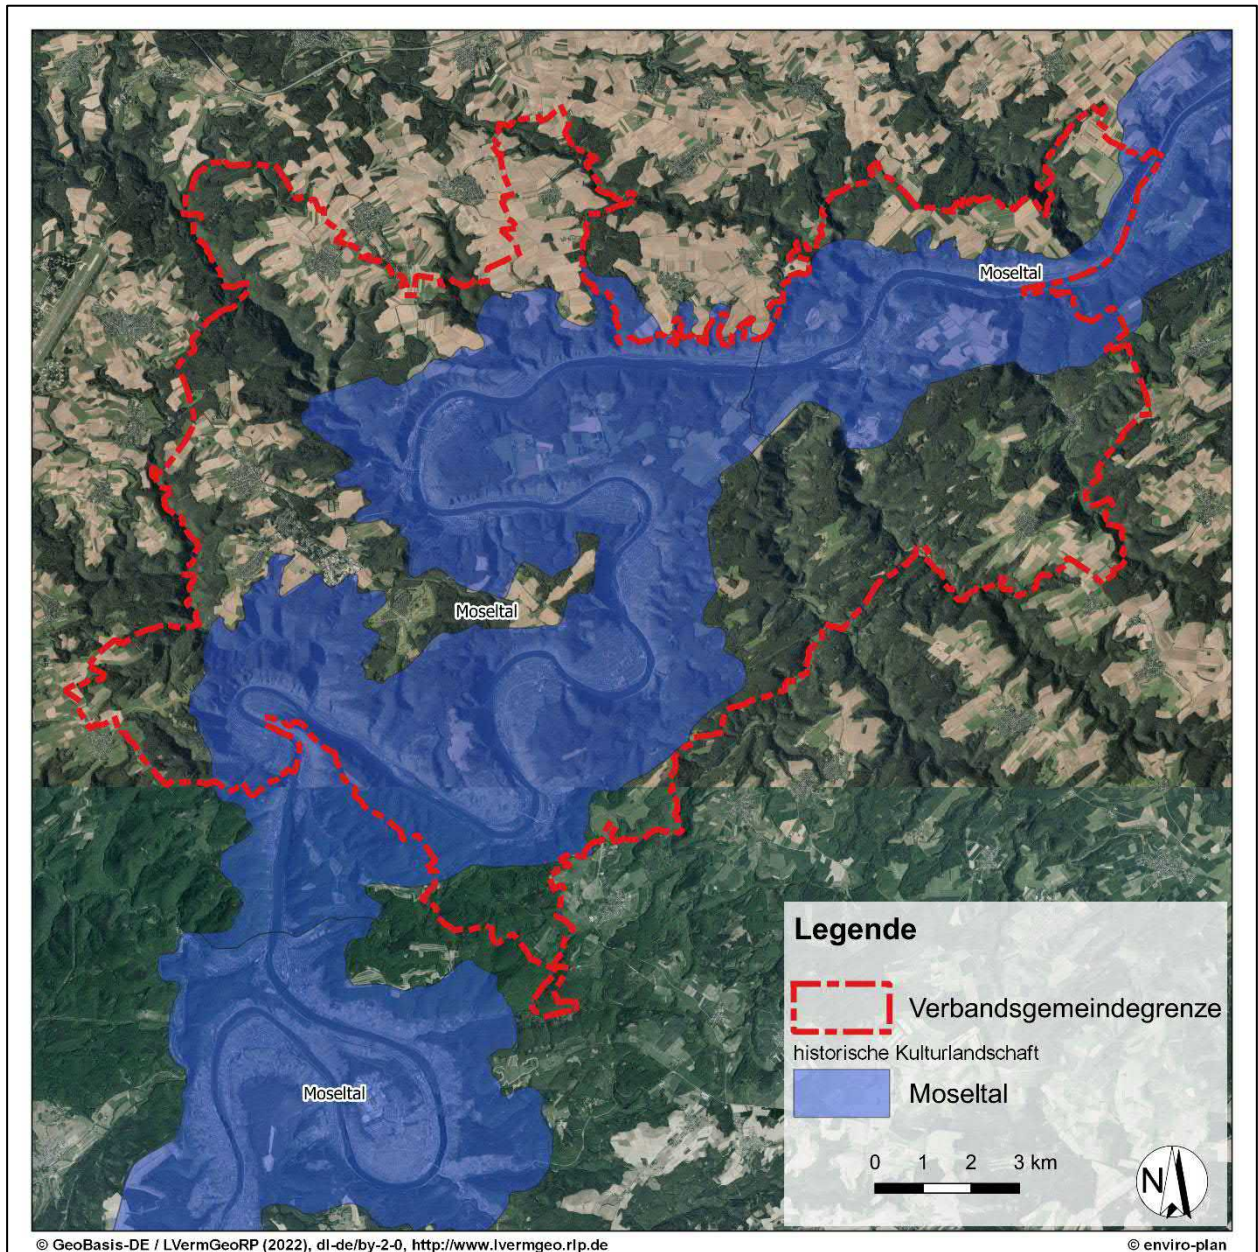 Moseltal
Moseltal
Moseltal
Legende
Verbandsgemeindegrenze
historische Kulturlandschaft
Moseltal
0 1 2 3 km
N
© GeoBasis-DE / LVermGeoRP (2022), dl-de/by-2-0, http://www.lvermgeo.rlp.de
© enviro-plan